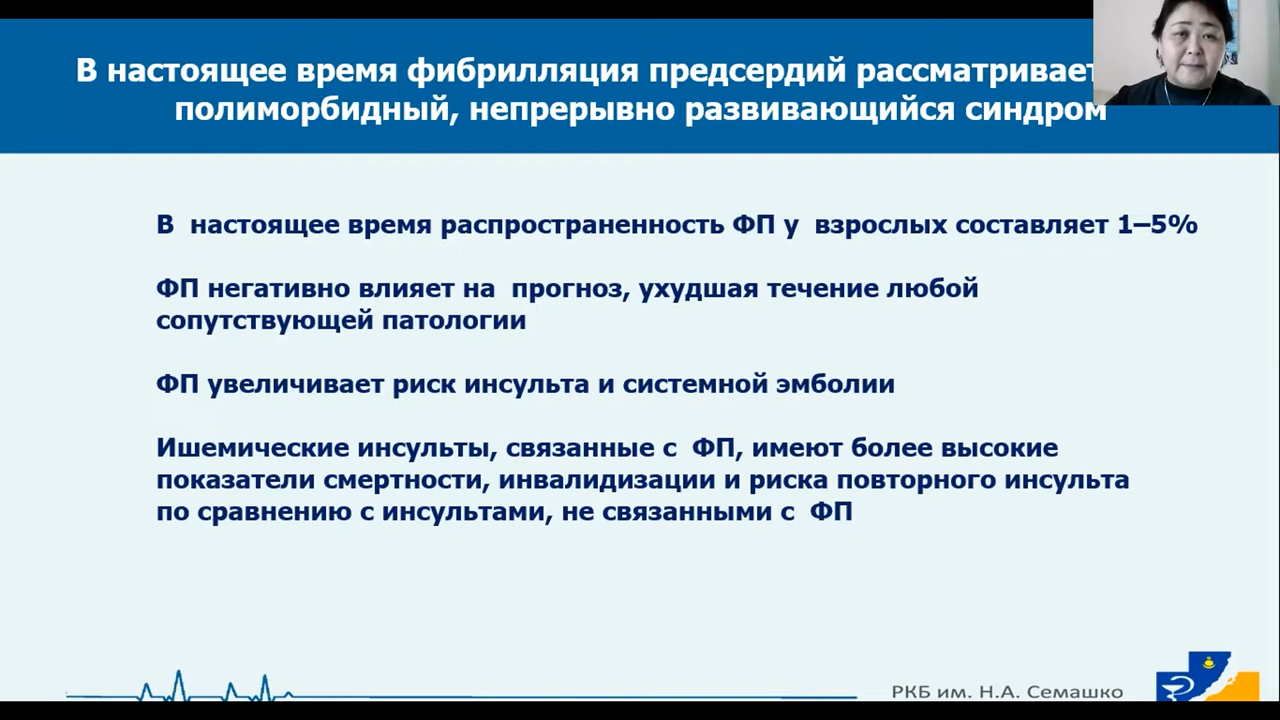 В настоящее время фибрилляция предсердий рассматривает
полиморбидный, непрерывно развивающийся синдром
В настоящее время распространенность ФП у взрослых составляет 1–5%
ФП негативно влияет на прогноз, ухудшая течение любой
сопутствующей патологии
ФП увеличивает риск инсульта и системной эмболии
Ишемические инсульты, связанные с ФП, имеют более высокие
показатели смертности, инвалидизации и риска повторного инсульта
по сравнению с инсультами, не связанными с ФП
РКБ им. Н.А. Семашко